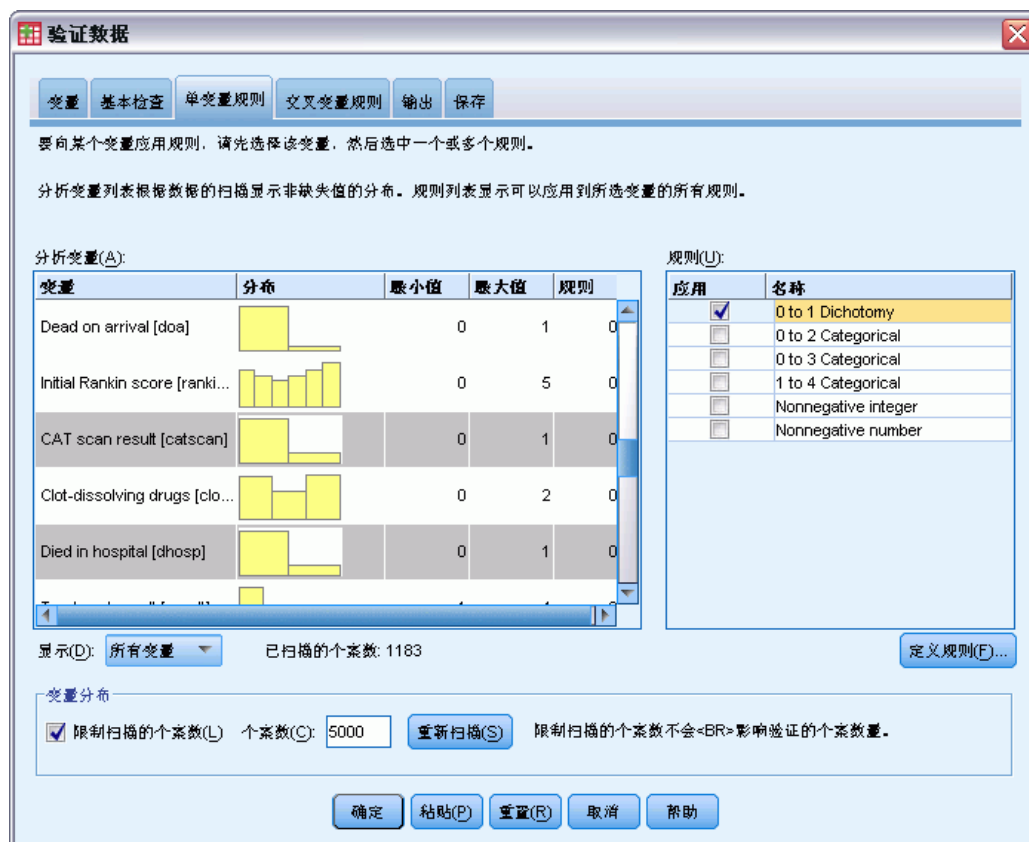 验证数据
变量 基本检查 单变量规则 交叉变量规则 输出 保存
要向某个变量应用规则，请先选择该变量，然后选中一个或多个规则。
分析变量列表根据数据的扫描显示非缺失值的分布。规则列表显示可以应用到所选变量的所有规则。
分析变量(A): 规则(U):
变量 分布 最小值 最大值 规则 应用 名称
Dead on arrival [doa] 0 1 0
Initial Rankin score [ranki... 0 5 0
CAT scan result [catscan] 0 1 0
Clot-dissolving drugs [clo... 0 2 0
Died in hospital [dhosp] 0 1 0
0 to 1 Dichotomy
0 to 2 Categorical
0 to 3 Categorical
1 to 4 Categorical
Nonnegative integer
Nonnegative number
显示(D): 所有变量 已扫描的个案数: 1183 定义规则(F)...
变量分布
限制扫描的个案数(L) 个案数(C): 5000 重新扫描(S) 限制扫描的个案数不会<BR>影响验证的个案数量。
确定 粘贴(P) 重置(R) 取消 帮助